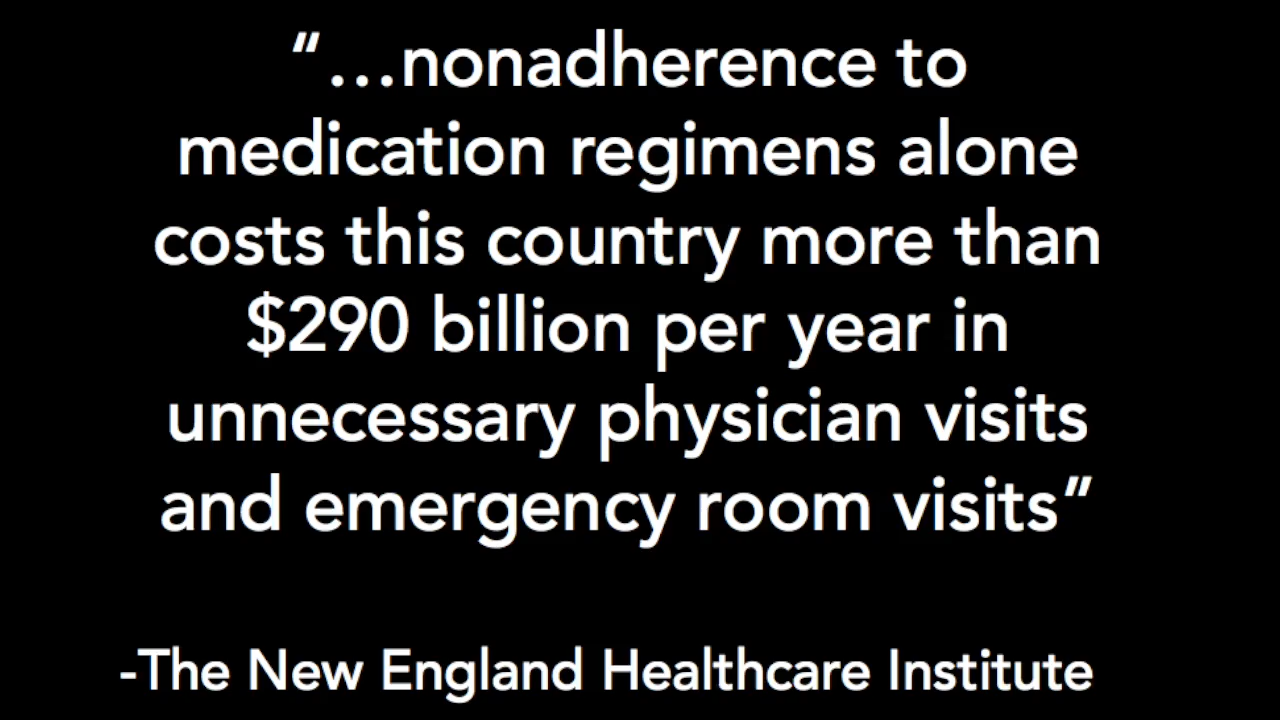 “…nonadherence to
medication regimens alone
costs this country more than
$290 billion per year in
unnecessary physician visits
and emergency room visits”
-The New England Healthcare Institute